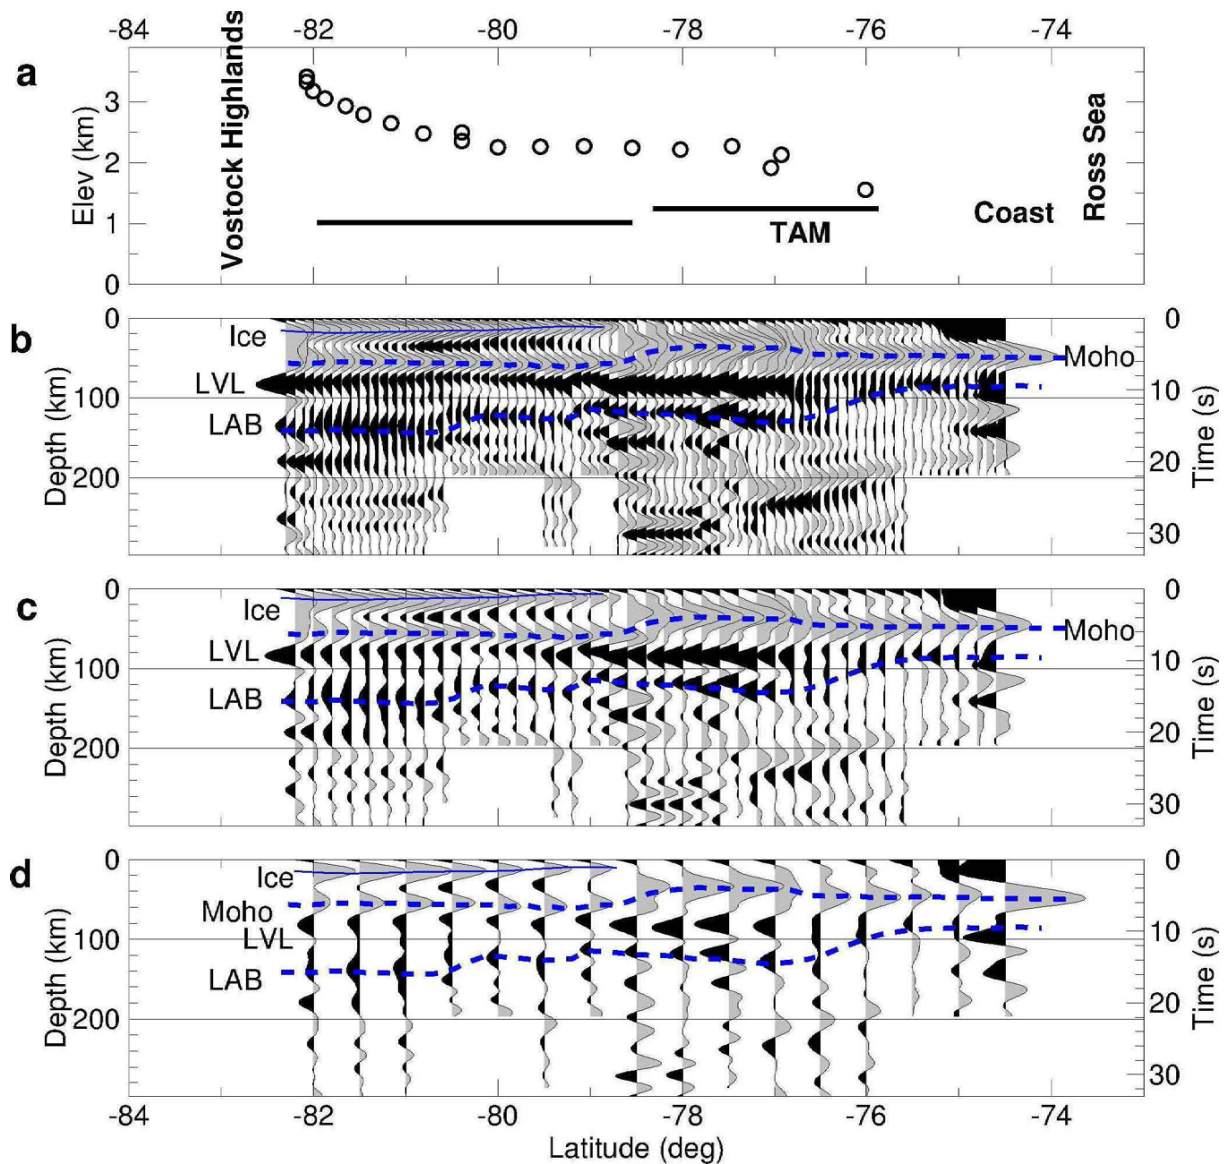 -84 -82 -80 -78 -76 -74
a
Elev (km)
3
2
1
0
Vostock Highlands
TAM
Coast
Ross Sea
b
Depth (km)
0
100
200
Ice
LVL
LAB
Moho
0
10
20
30
Time (s)
c
Depth (km)
0
100
200
Ice
LVL
LAB
Moho
0
10
20
30
Time (s)
d
Depth (km)
0
100
200
Ice
Moho
LVL
LAB
0
10
20
30
Time (s)
-84 -82 -80 -78 -76 -74
Latitude (deg)